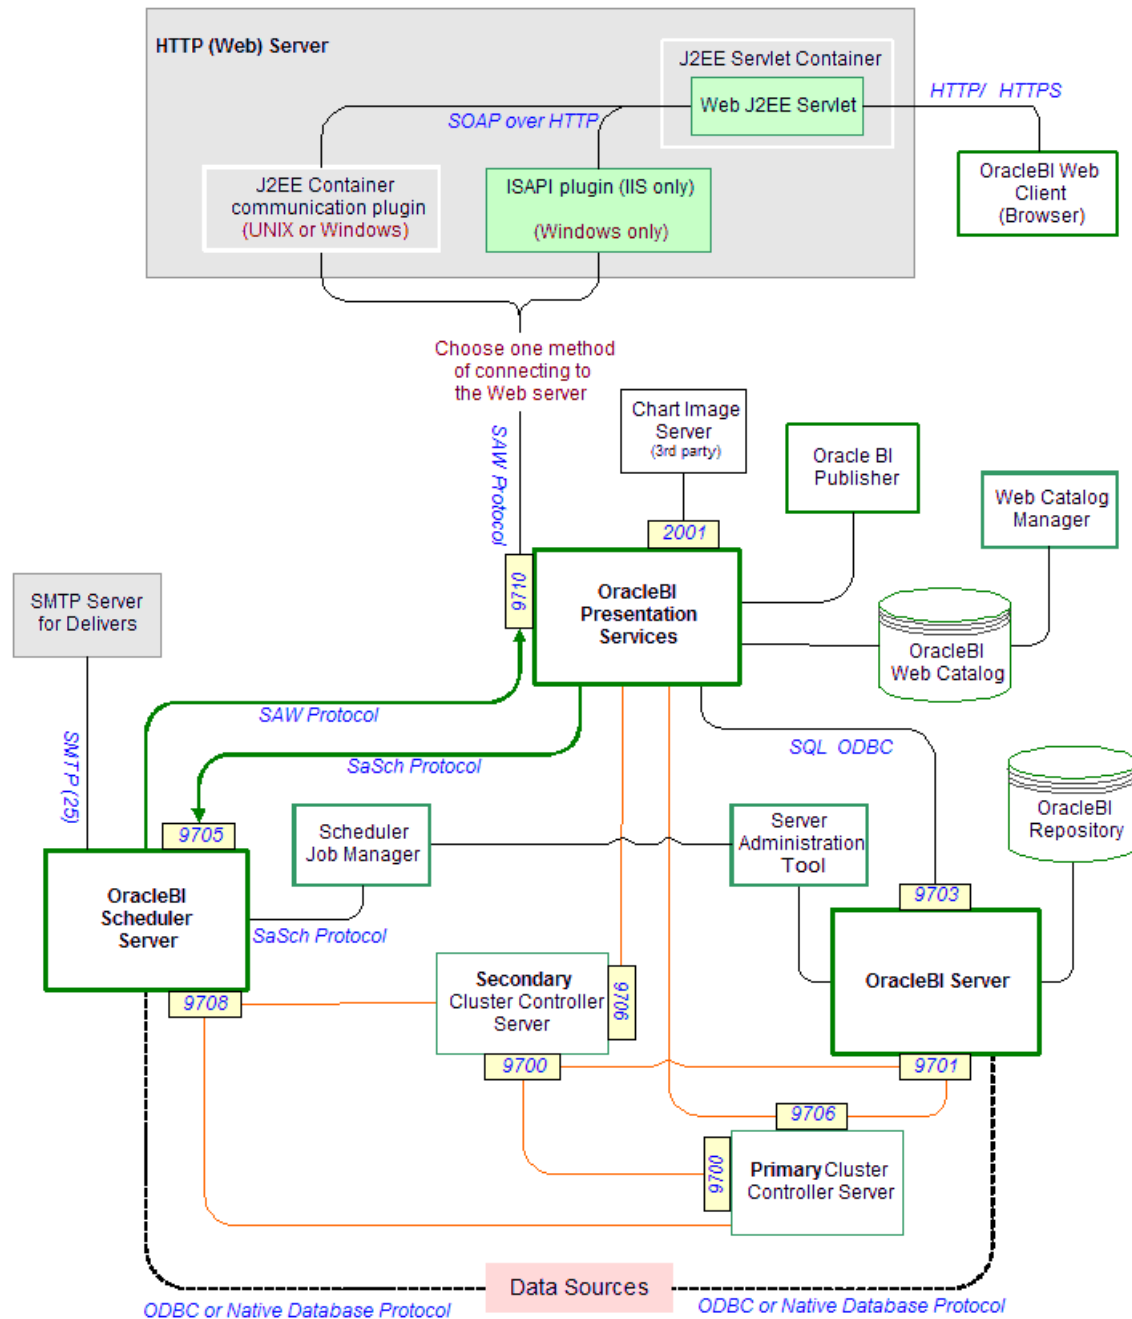 HTTP (Web) Server
J2EE Servlet Container
Web J2EE Servlet
HTTP/ HTTPS
SOAP over HTTP
J2EE Container
communication plugin
(UNIX or Windows)
ISAPI plugin (IIS only)
(Windows only)
OracleBI Web
Client
(Browser)
Choose one method
of connecting to
the Web server
SAW Protocol
Chart Image
Server
(3rd party)
Oracle BI
Publisher
Web Catalog
Manager
2001
9710
OracleBI
Presentation
Services
SMTP Server
for Delivers
OracleBI
Web Catalog
SAW Protocol
SaSch Protocol
SQL ODBC
SMTP (25)
OracleBI
Repository
9705
Scheduler
Job Manager
Server
Administration
Tool
OracleBI
Scheduler
Server
SaSch Protocol
9703
OracleBI Server
9708
Secondary
Cluster Controller
Server
9706
9700
9701
9706
9700
Primary Cluster
Controller Server
Data Sources
ODBC or Native Database Protocol
ODBC or Native Database Protocol